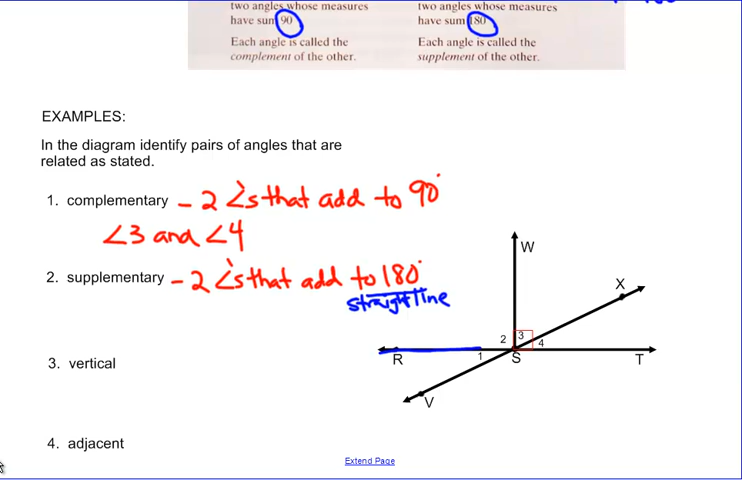 two angles whose measures
have sum 90
Each angle is called the
complement of the other.
two angles whose measures
have sum 180
Each angle is called the
supplement of the other.
EXAMPLES:
In the diagram identify pairs of angles that are
related as stated.
1. complementary – 2 ∠'s that add to 90°
∠3 and ∠4
2. supplementary – 2 ∠'s that add to 180°
straight line
3. vertical
4. adjacent
W
X
2 3 4
R 1 S T
V
Extend Page